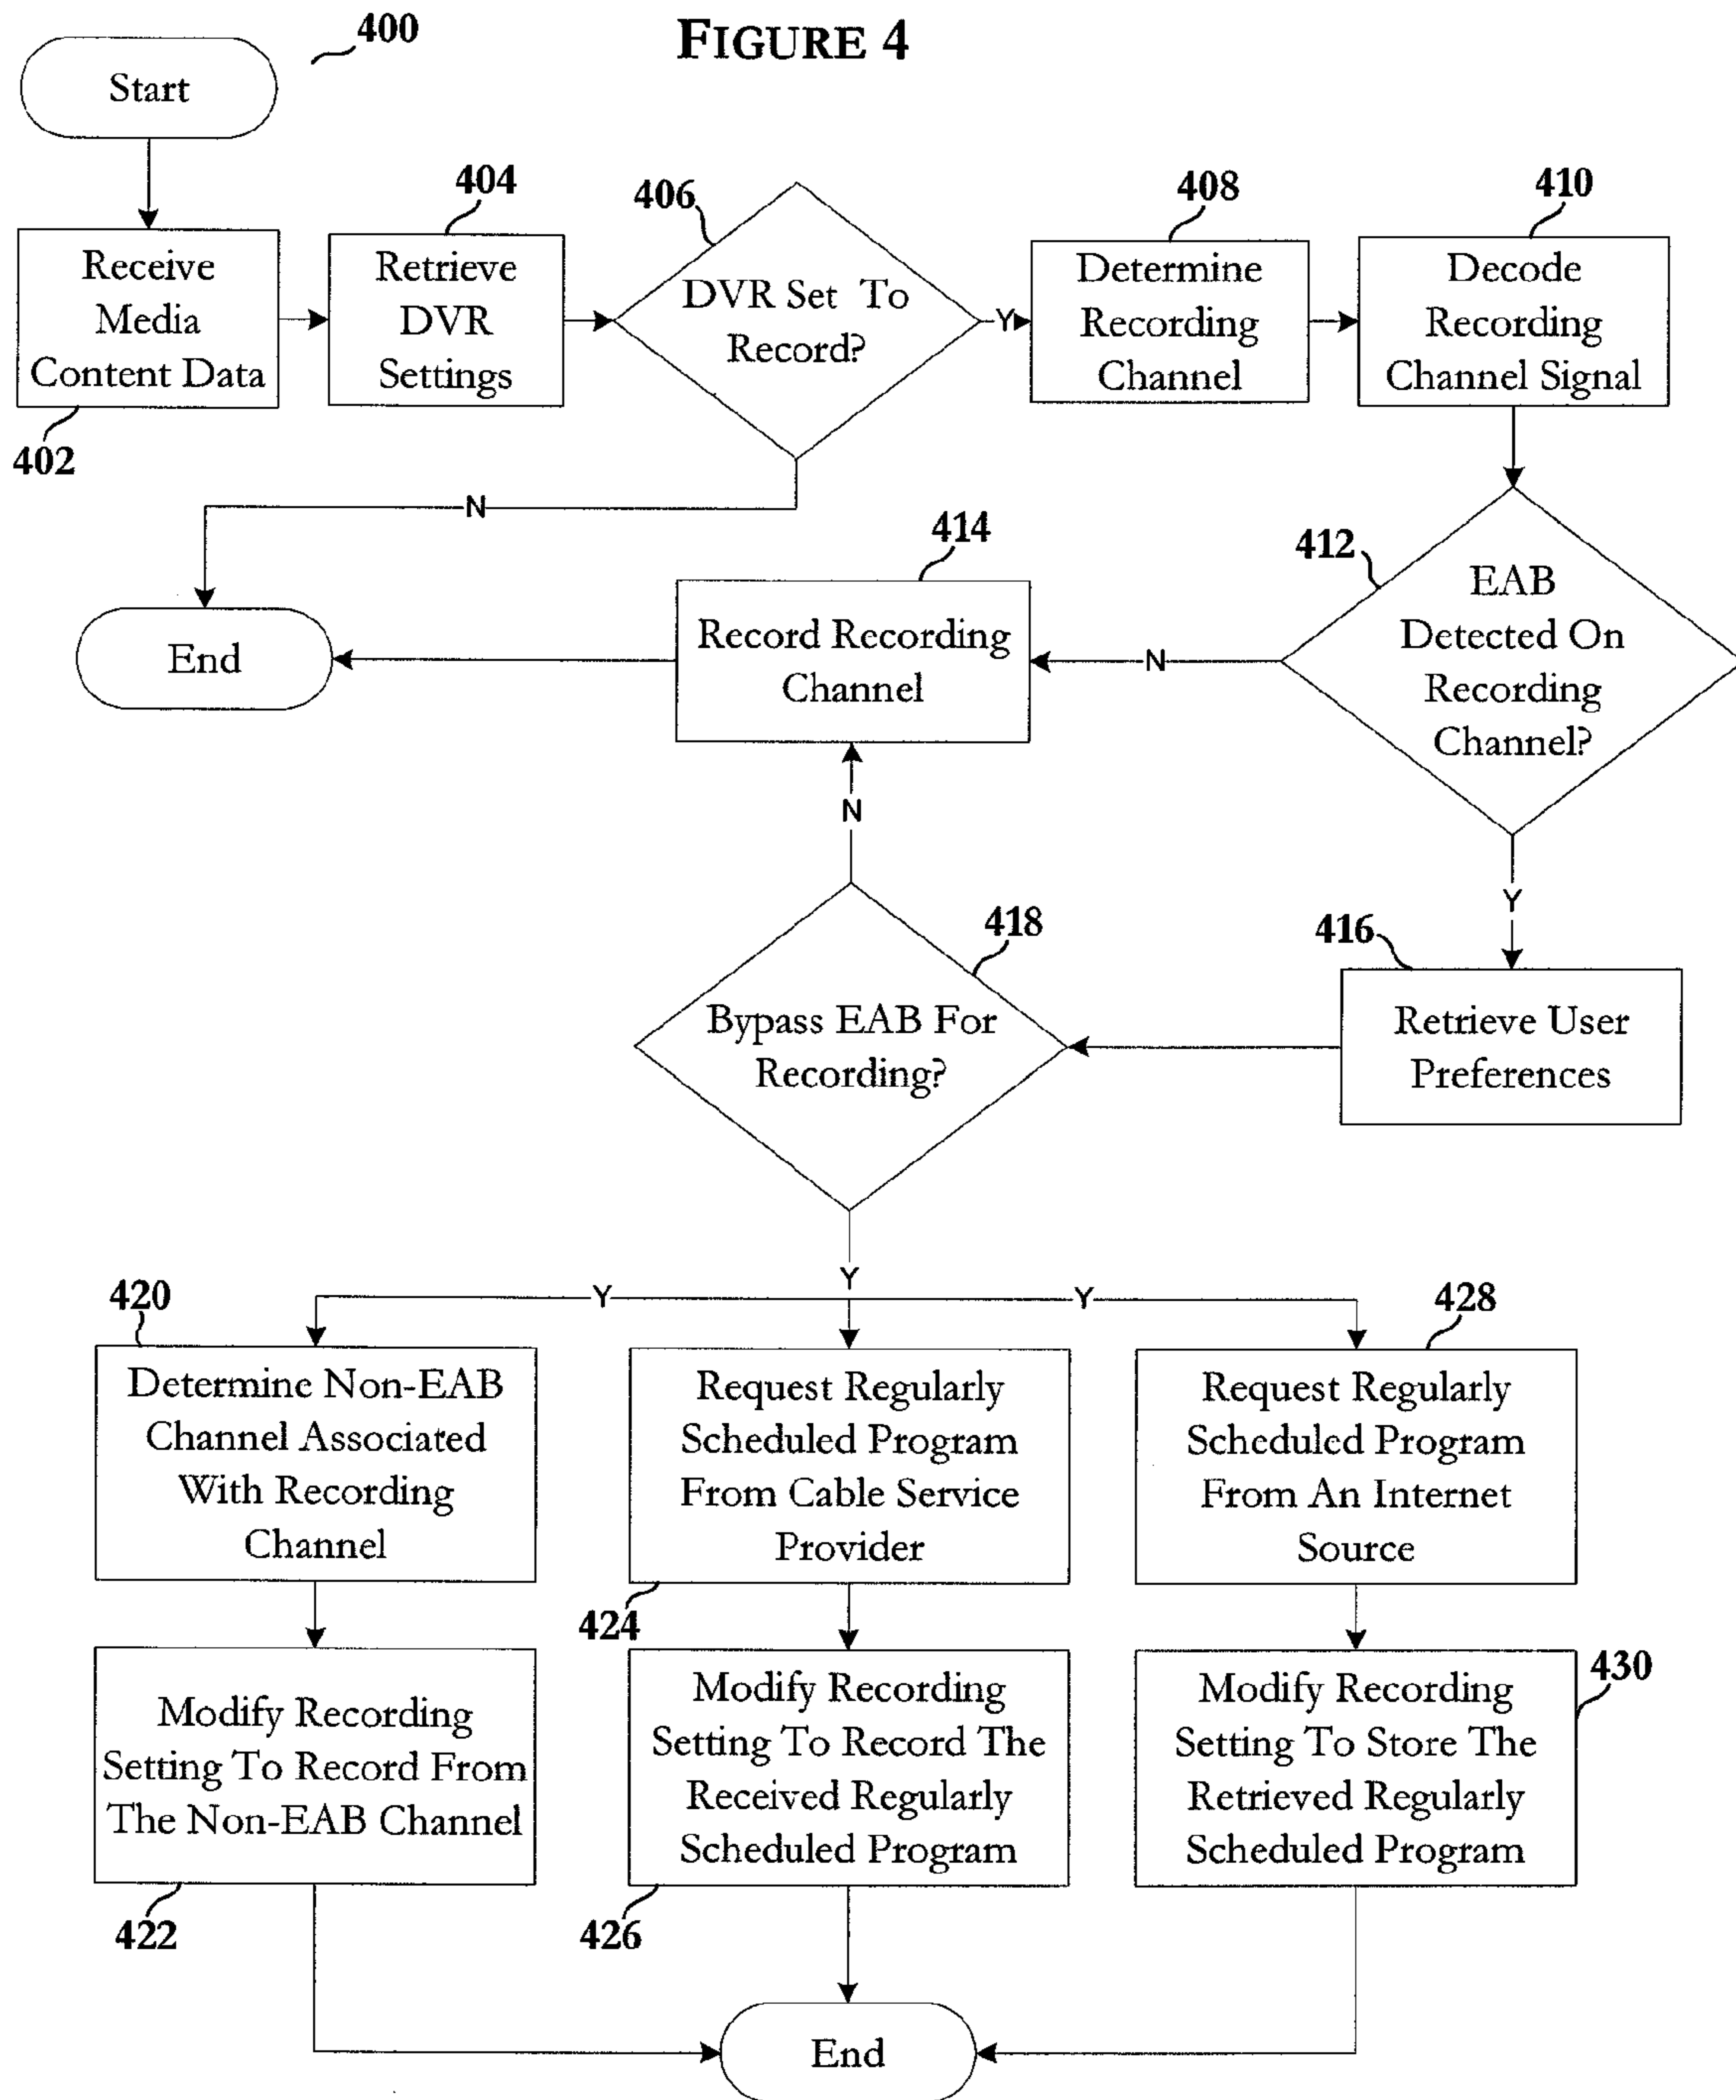 FIGURE 4
400
Start
404
406
408
410
Receive
Media
Content Data
402
Retrieve
DVR
Settings
DVR Set To
Record?
Y
Determine
Recording
Channel
Decode
Recording
Channel Signal
N
414
412
End
Record Recording
Channel
N
EAB
Detected On
Recording
Channel?
N
Y
418
416
Bypass EAB For
Recording?
Retrieve User
Preferences
Y
Y
Y
420
428
Determine Non-EAB
Channel Associated
With Recording
Channel
Request Regularly
Scheduled Program
From Cable Service
Provider
424
Request Regularly
Scheduled Program
From An Internet
Source
Modify Recording
Setting To Record From
The Non-EAB Channel
422
Modify Recording
Setting To Record The
Received Regularly
Scheduled Program
426
Modify Recording
Setting To Store The
Retrieved Regularly
Scheduled Program
430
End